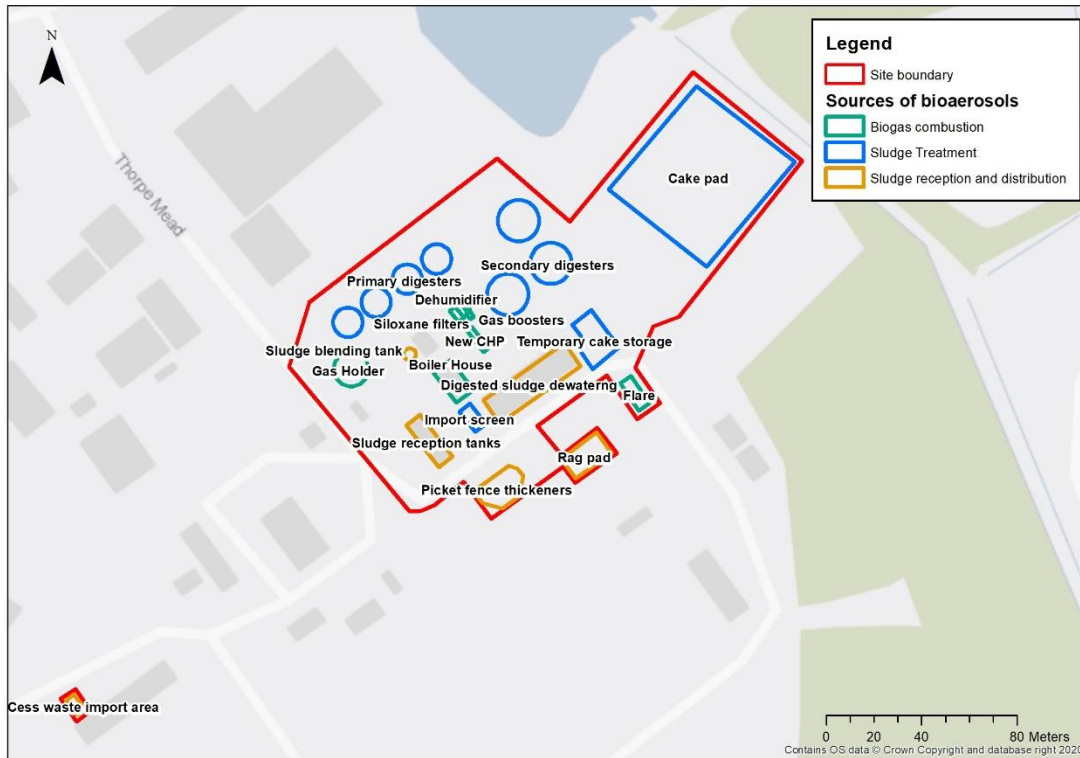 N
Legend
Site boundary
Sources of bioaerosols
Biogas combustion
Sludge Treatment
Sludge reception and distribution
Thorpe Mead
Cake pad
Secondary digesters
Primary digesters
Dehumidifier
Gas boosters
Siloxane filters
New CHP
Temporary cake storage
Sludge blending tank
Boiler House
Gas Holder
Digested sludge dewaterng
Flare
Import screen
Sludge reception tanks
Rag pad
Picket fence thickeners
Cess waste import area
0 20 40 80 Meters
Contains OS data © Crown Copyright and database right 2020